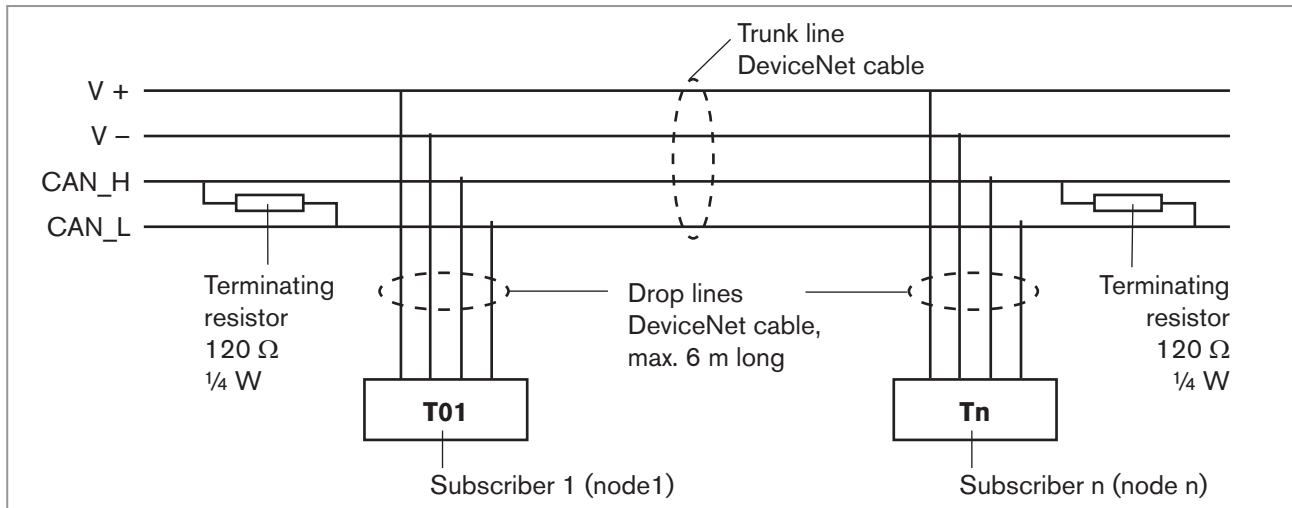 Trunk line
DeviceNet cable
V +
V –
CAN_H
CAN_L
Terminating
resistor
120 Ω
¼ W
Drop lines
DeviceNet cable,
max. 6 m long
Terminating
resistor
120 Ω
¼ W
T01
Tn
Subscriber 1 (node1)
Subscriber n (node n)